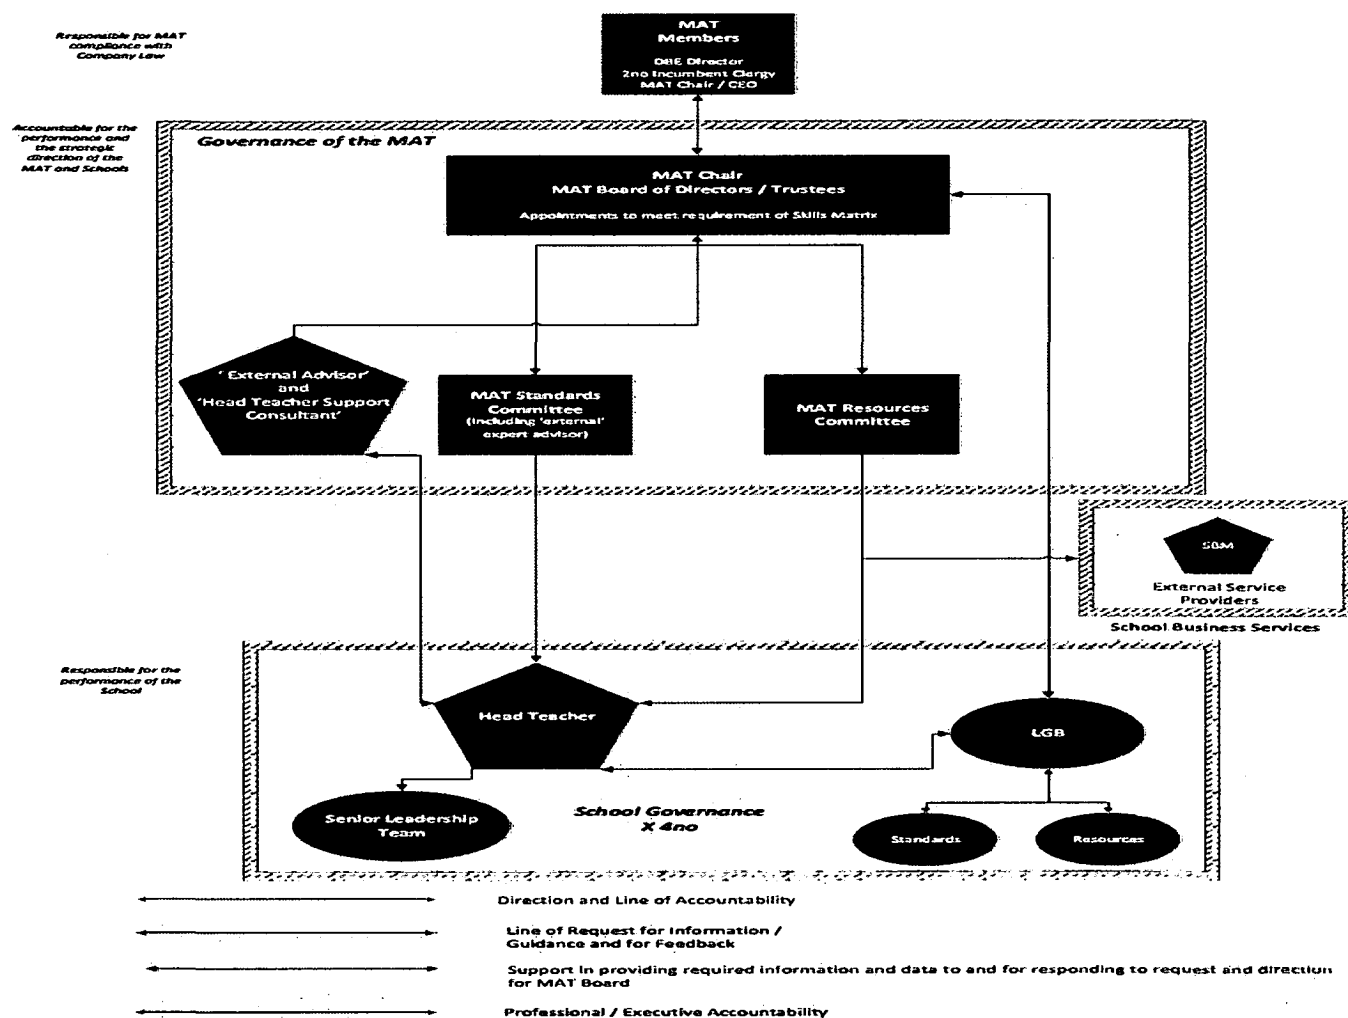 Responsible for MAT
compliance with
Company Law
MAT
Members
DBE Director
2no Incumbent Clergy
MAT Chair / CEO
Accountable for the
performance and
the strategic
direction of the
MAT and Schools
Governance of the MAT
MAT Chair
MAT Board of Directors / Trustees
Appointments to meet requirement of Skills Matrix
'External Advisor'
and
'Head Teacher Support
Consultant'
MAT Standards
Committee
(including 'external'
expert advisor)
MAT Resources
Committee
SBM
External Service
Providers
School Business Services
Responsible for the
performance of the
School
Head Teacher
LGB
Senior Leadership
Team
School Governance
X 4no
Standards
Resources
Direction and Line of Accountability
Line of Request for Information /
Guidance and for Feedback
Support in providing required information and data to and for responding to request and direction
for MAT Board
Professional / Executive Accountability